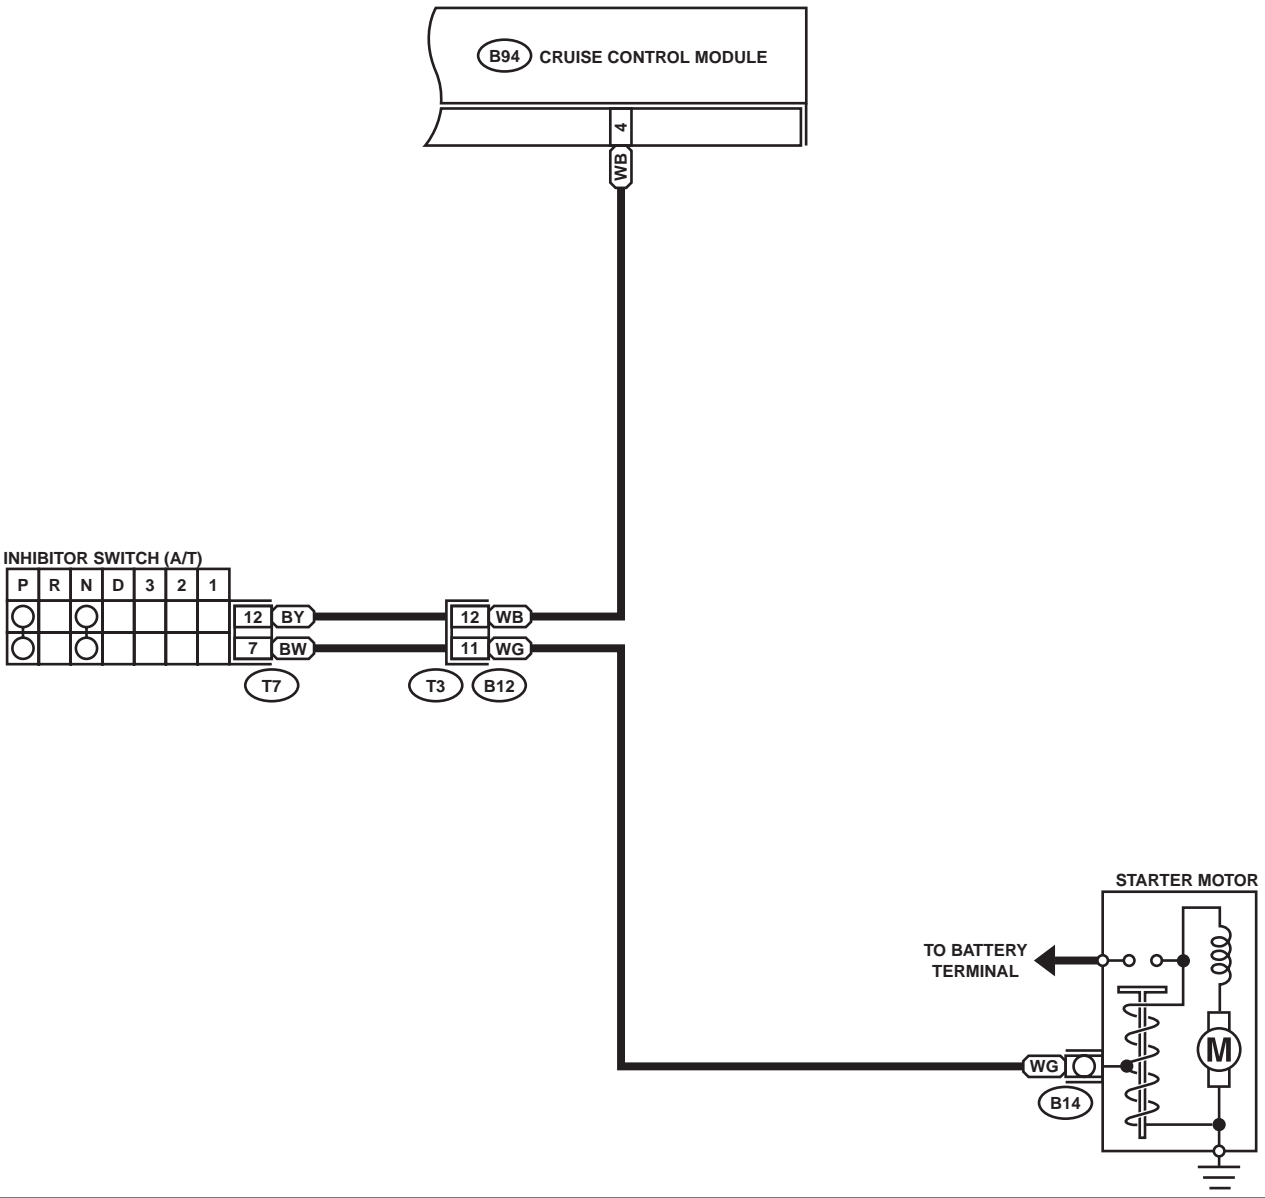 B94 CRUISE CONTROL MODULE
4
WB
INHIBITOR SWITCH (A/T)
P R N D 3 2 1
12 BY 12 WB
7 BW 11 WG
T7 T3 B12
STARTER MOTOR
TO BATTERY
TERMINAL
M
WG
B14